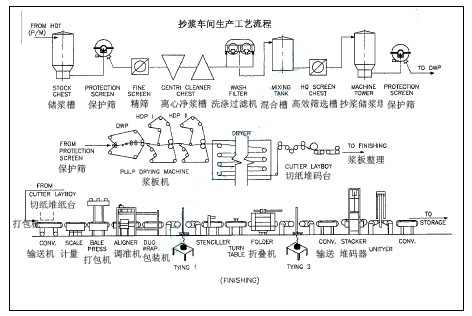 抄浆车间生产工艺流程
FROM HDT
(P/M)
TO DWP
STOCK CHEST
PROTECTION SCREEN
FINE SCREEN
CENTRI CLEANER CHEST
WASH FILTER
MIXING TANK
HQ SCREEN CHEST
MACHINE TOWER
PROTECTION SCREEN
储浆槽 保护筛 精筛 离心净浆槽 洗涤过滤机 混合槽 高效筛选槽 抄浆储浆 保护筛
DWP
HDP 1
HDP 1
DRYER
FROM PROTECTION SCREEN
保护筛
PULP DRYING MACHINE
浆板机
CUTTER LAYBOY
切纸堆码台
TO FINISHING
浆板整理
FROM
CUTTER LAYBOY
切纸堆纸台
打包
TO STORAGE
CONV.
SCALE
BALE PRESS
ALIGNER
DUG WRAP
TYING 1
STENCILLER
TURN TABLE
FOLDER
TYING 2
CONV.
STACKER
UNITYER
CONV.
输送机 计量 打包机 调准机 包装机 折叠机 输送 堆码器
(FINISHING)